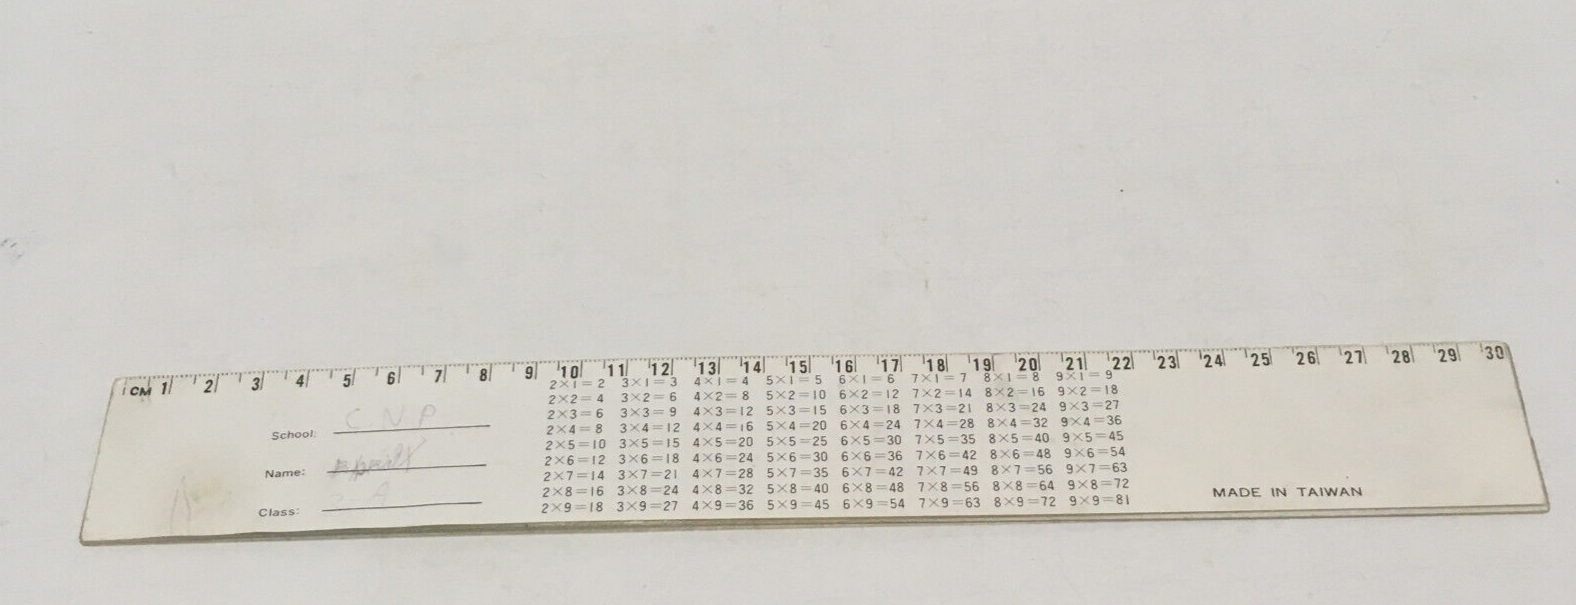 CM 1 2 3 4 5 6 7 8 9 10 11 12 13 14 15 16 17 18 19 20 21 22 23 24 25 26 27 28 29 30
School: C N P
Name:
Class: A
2×1=2 3×1=3 4×1=4 5×1=5 6×1=6 7×1=7 8×1=8 9×1=9
2×2=4 3×2=6 4×2=8 5×2=10 6×2=12 7×2=14 8×2=16 9×2=18
2×3=6 3×3=9 4×3=12 5×3=15 6×3=18 7×3=21 8×3=24 9×3=27
2×4=8 3×4=12 4×4=16 5×4=20 6×4=24 7×4=28 8×4=32 9×4=36
2×5=10 3×5=15 4×5=20 5×5=25 6×5=30 7×5=35 8×5=40 9×5=45
2×6=12 3×6=18 4×6=24 5×6=30 6×6=36 7×6=42 8×6=48 9×6=54
2×7=14 3×7=21 4×7=28 5×7=35 6×7=42 7×7=49 8×7=56 9×7=63
2×8=16 3×8=24 4×8=32 5×8=40 6×8=48 7×8=56 8×8=64 9×8=72
2×9=18 3×9=27 4×9=36 5×9=45 6×9=54 7×9=63 8×9=72 9×9=81
MADE IN TAIWAN